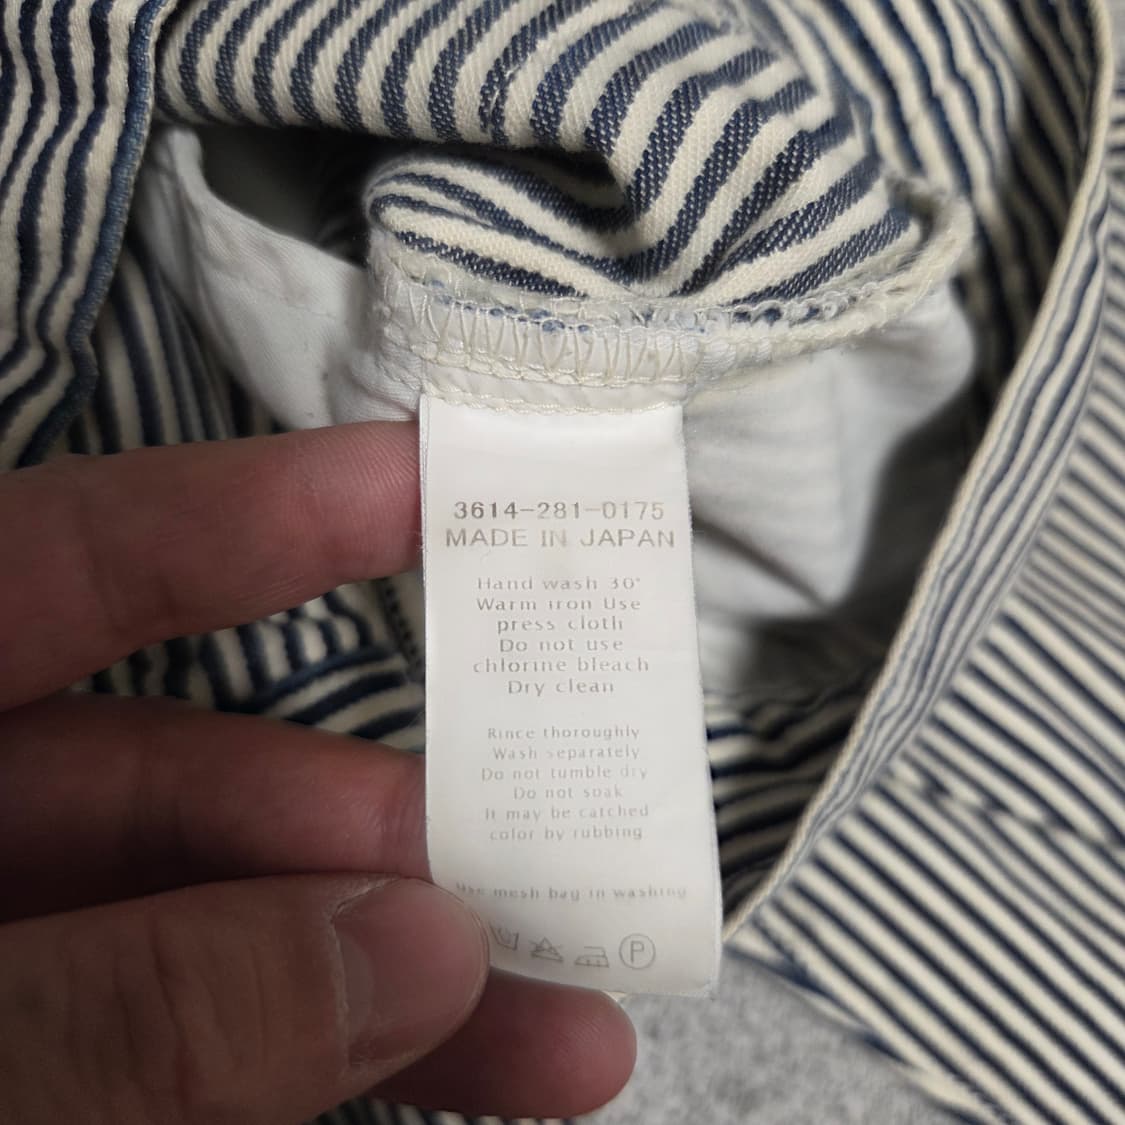 3614-281-0175
MADE IN JAPAN
Hand wash 30°
Warm iron Use
press cloth
Do not use
chlorine bleach
Dry clean
Rince thoroughly
Wash separately
Do not tumble dry
Do not soak
It may be catched
color by rubbing
Use mesh bag in washing
P